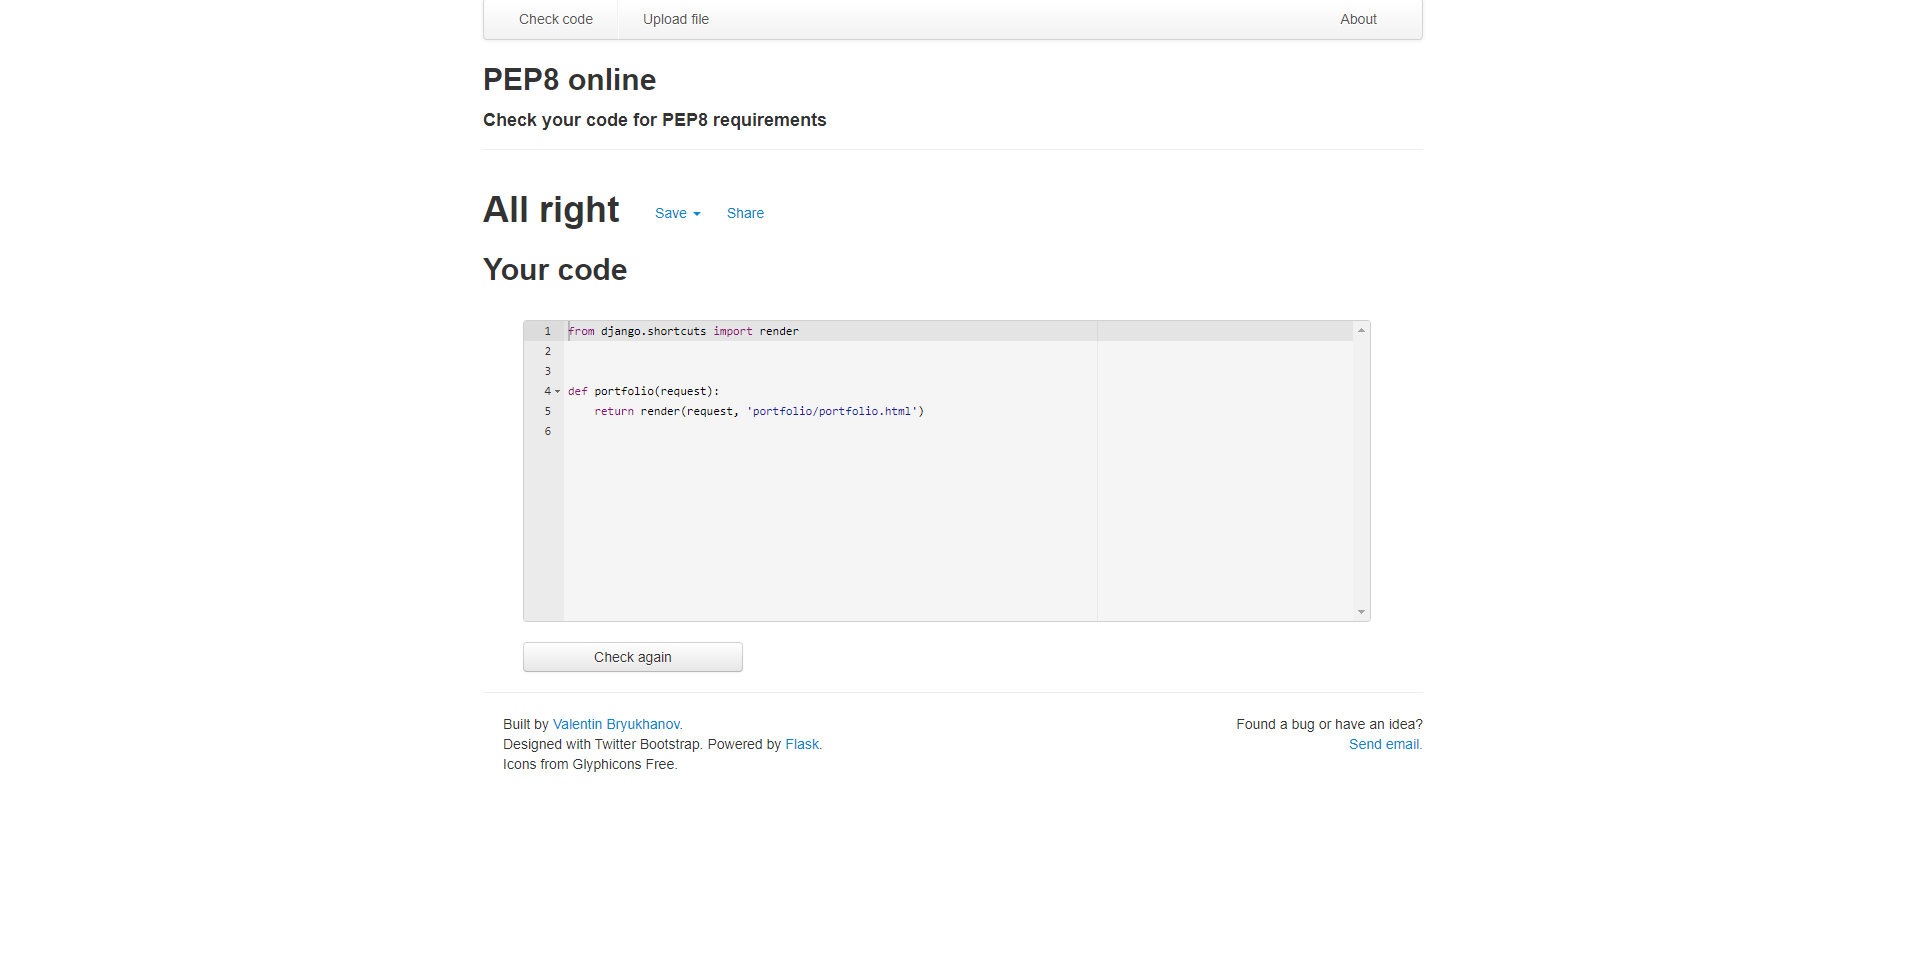 Check code Upload file About
PEP8 online
Check your code for PEP8 requirements
All right Save Share
Your code
1 from django.shortcuts import render
2
3
4 def portfolio(request):
5     return render(request, 'portfolio/portfolio.html')
6
Check again
Built by Valentin Bryukhanov. Found a bug or have an idea?
Designed with Twitter Bootstrap. Powered by Flask. Send email.
Icons from Glyphicons Free.